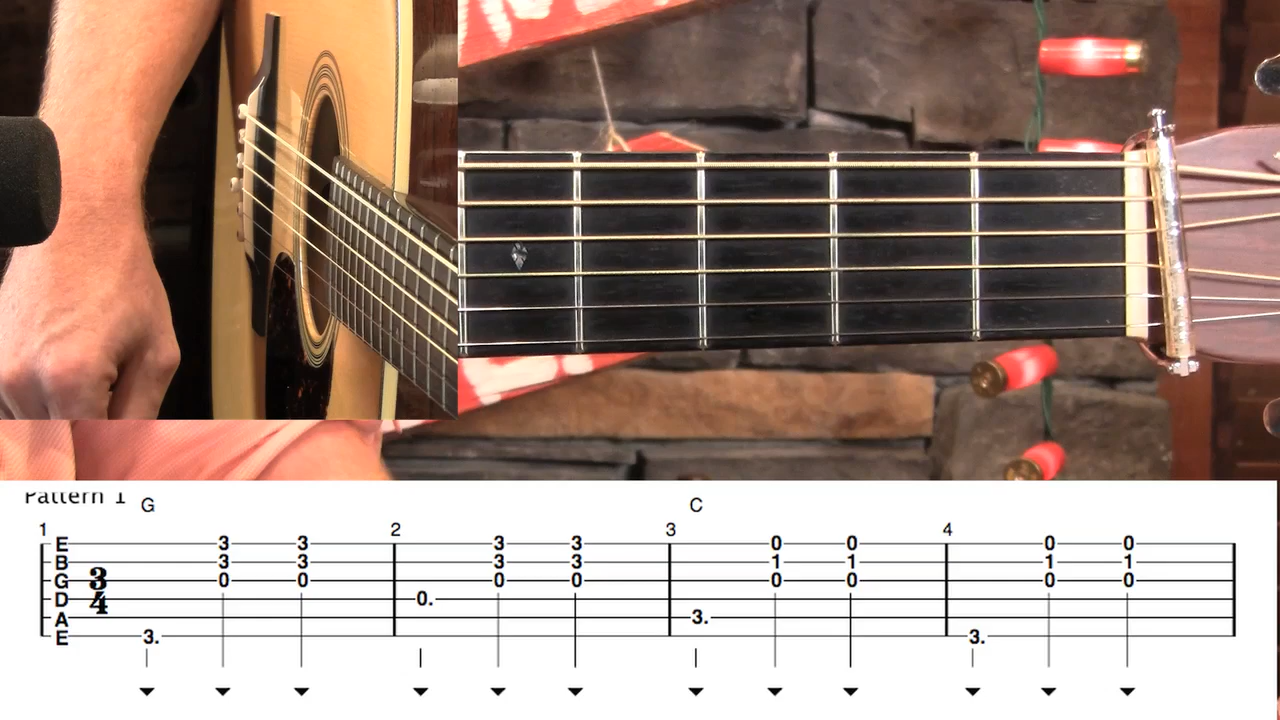 Pattern 1
G C
1 2 3 4
E 3 3 3 3 0 0 0 0
B 3 3 3 3 1 1 1 1
G 0 0 0 0 0 0 0 0
3
4
D 0.
A 3.
E 3. 3.